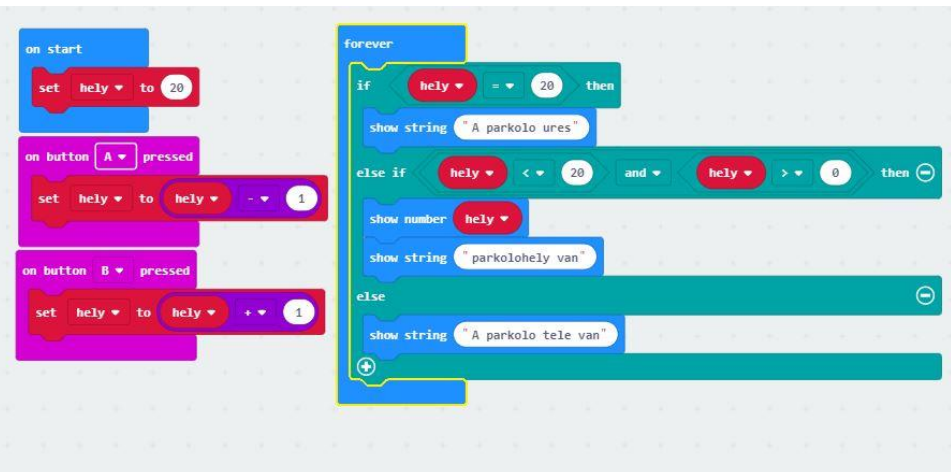 on start
set hely to 20
on button A pressed
set hely to hely - 1
on button B pressed
set hely to hely + 1
forever
if hely = 20 then
show string "A parkolo ures"
else if hely < 20 and hely > 0 then
show number hely
show string "parkolohely van"
else
show string "A parkolo tele van"